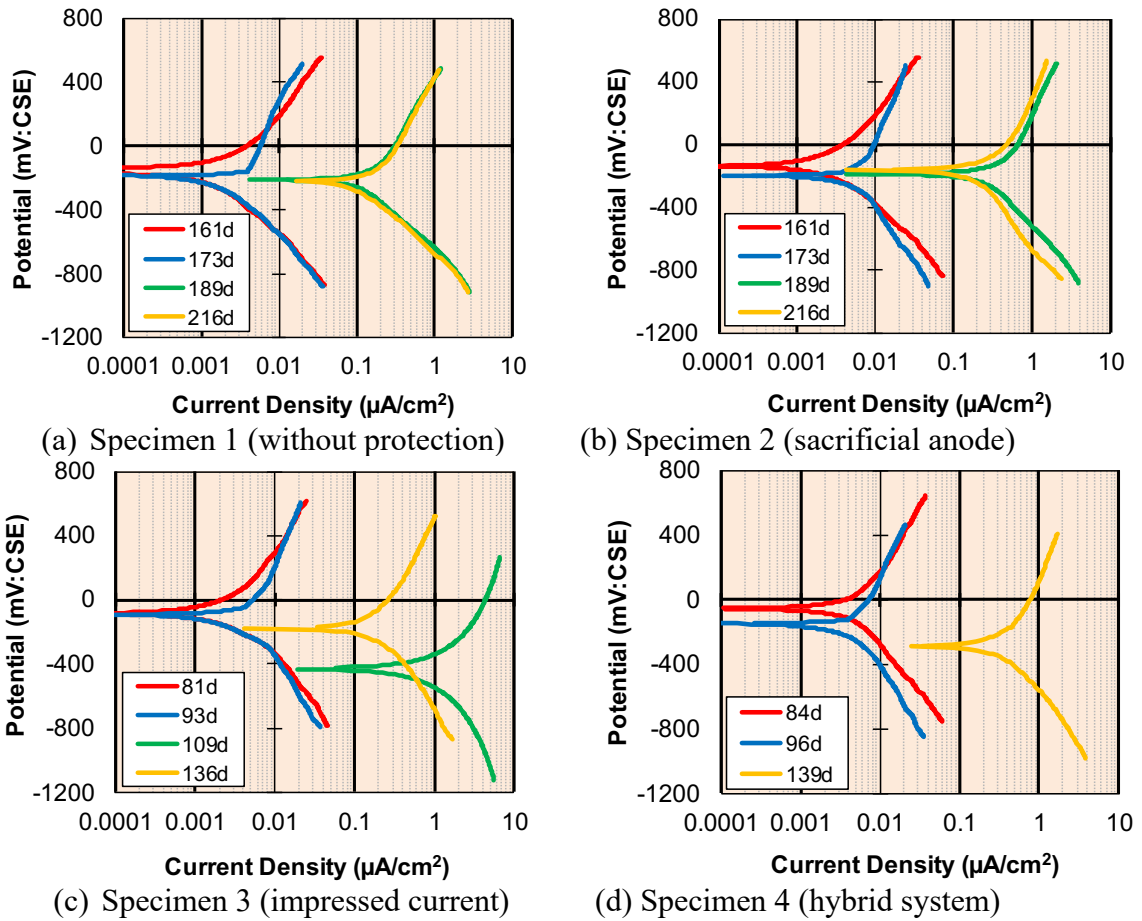 800
400
0
-400
-800
-1200
Potential (mV:CSE)
161d
173d
189d
216d
0.0001 0.001 0.01 0.1 1 10
Current Density (µA/cm²)
(a) Specimen 1 (without protection)
800
400
0
-400
-800
-1200
Potential (mV:CSE)
161d
173d
189d
216d
0.0001 0.001 0.01 0.1 1 10
Current Density (µA/cm²)
(b) Specimen 2 (sacrificial anode)
800
400
0
-400
-800
-1200
Potential (mV:CSE)
81d
93d
109d
136d
0.0001 0.001 0.01 0.1 1 10
Current Density (µA/cm²)
(c) Specimen 3 (impressed current)
800
400
0
-400
-800
-1200
Potential (mV:CSE)
84d
96d
139d
0.0001 0.001 0.01 0.1 1 10
Current Density (µA/cm²)
(d) Specimen 4 (hybrid system)